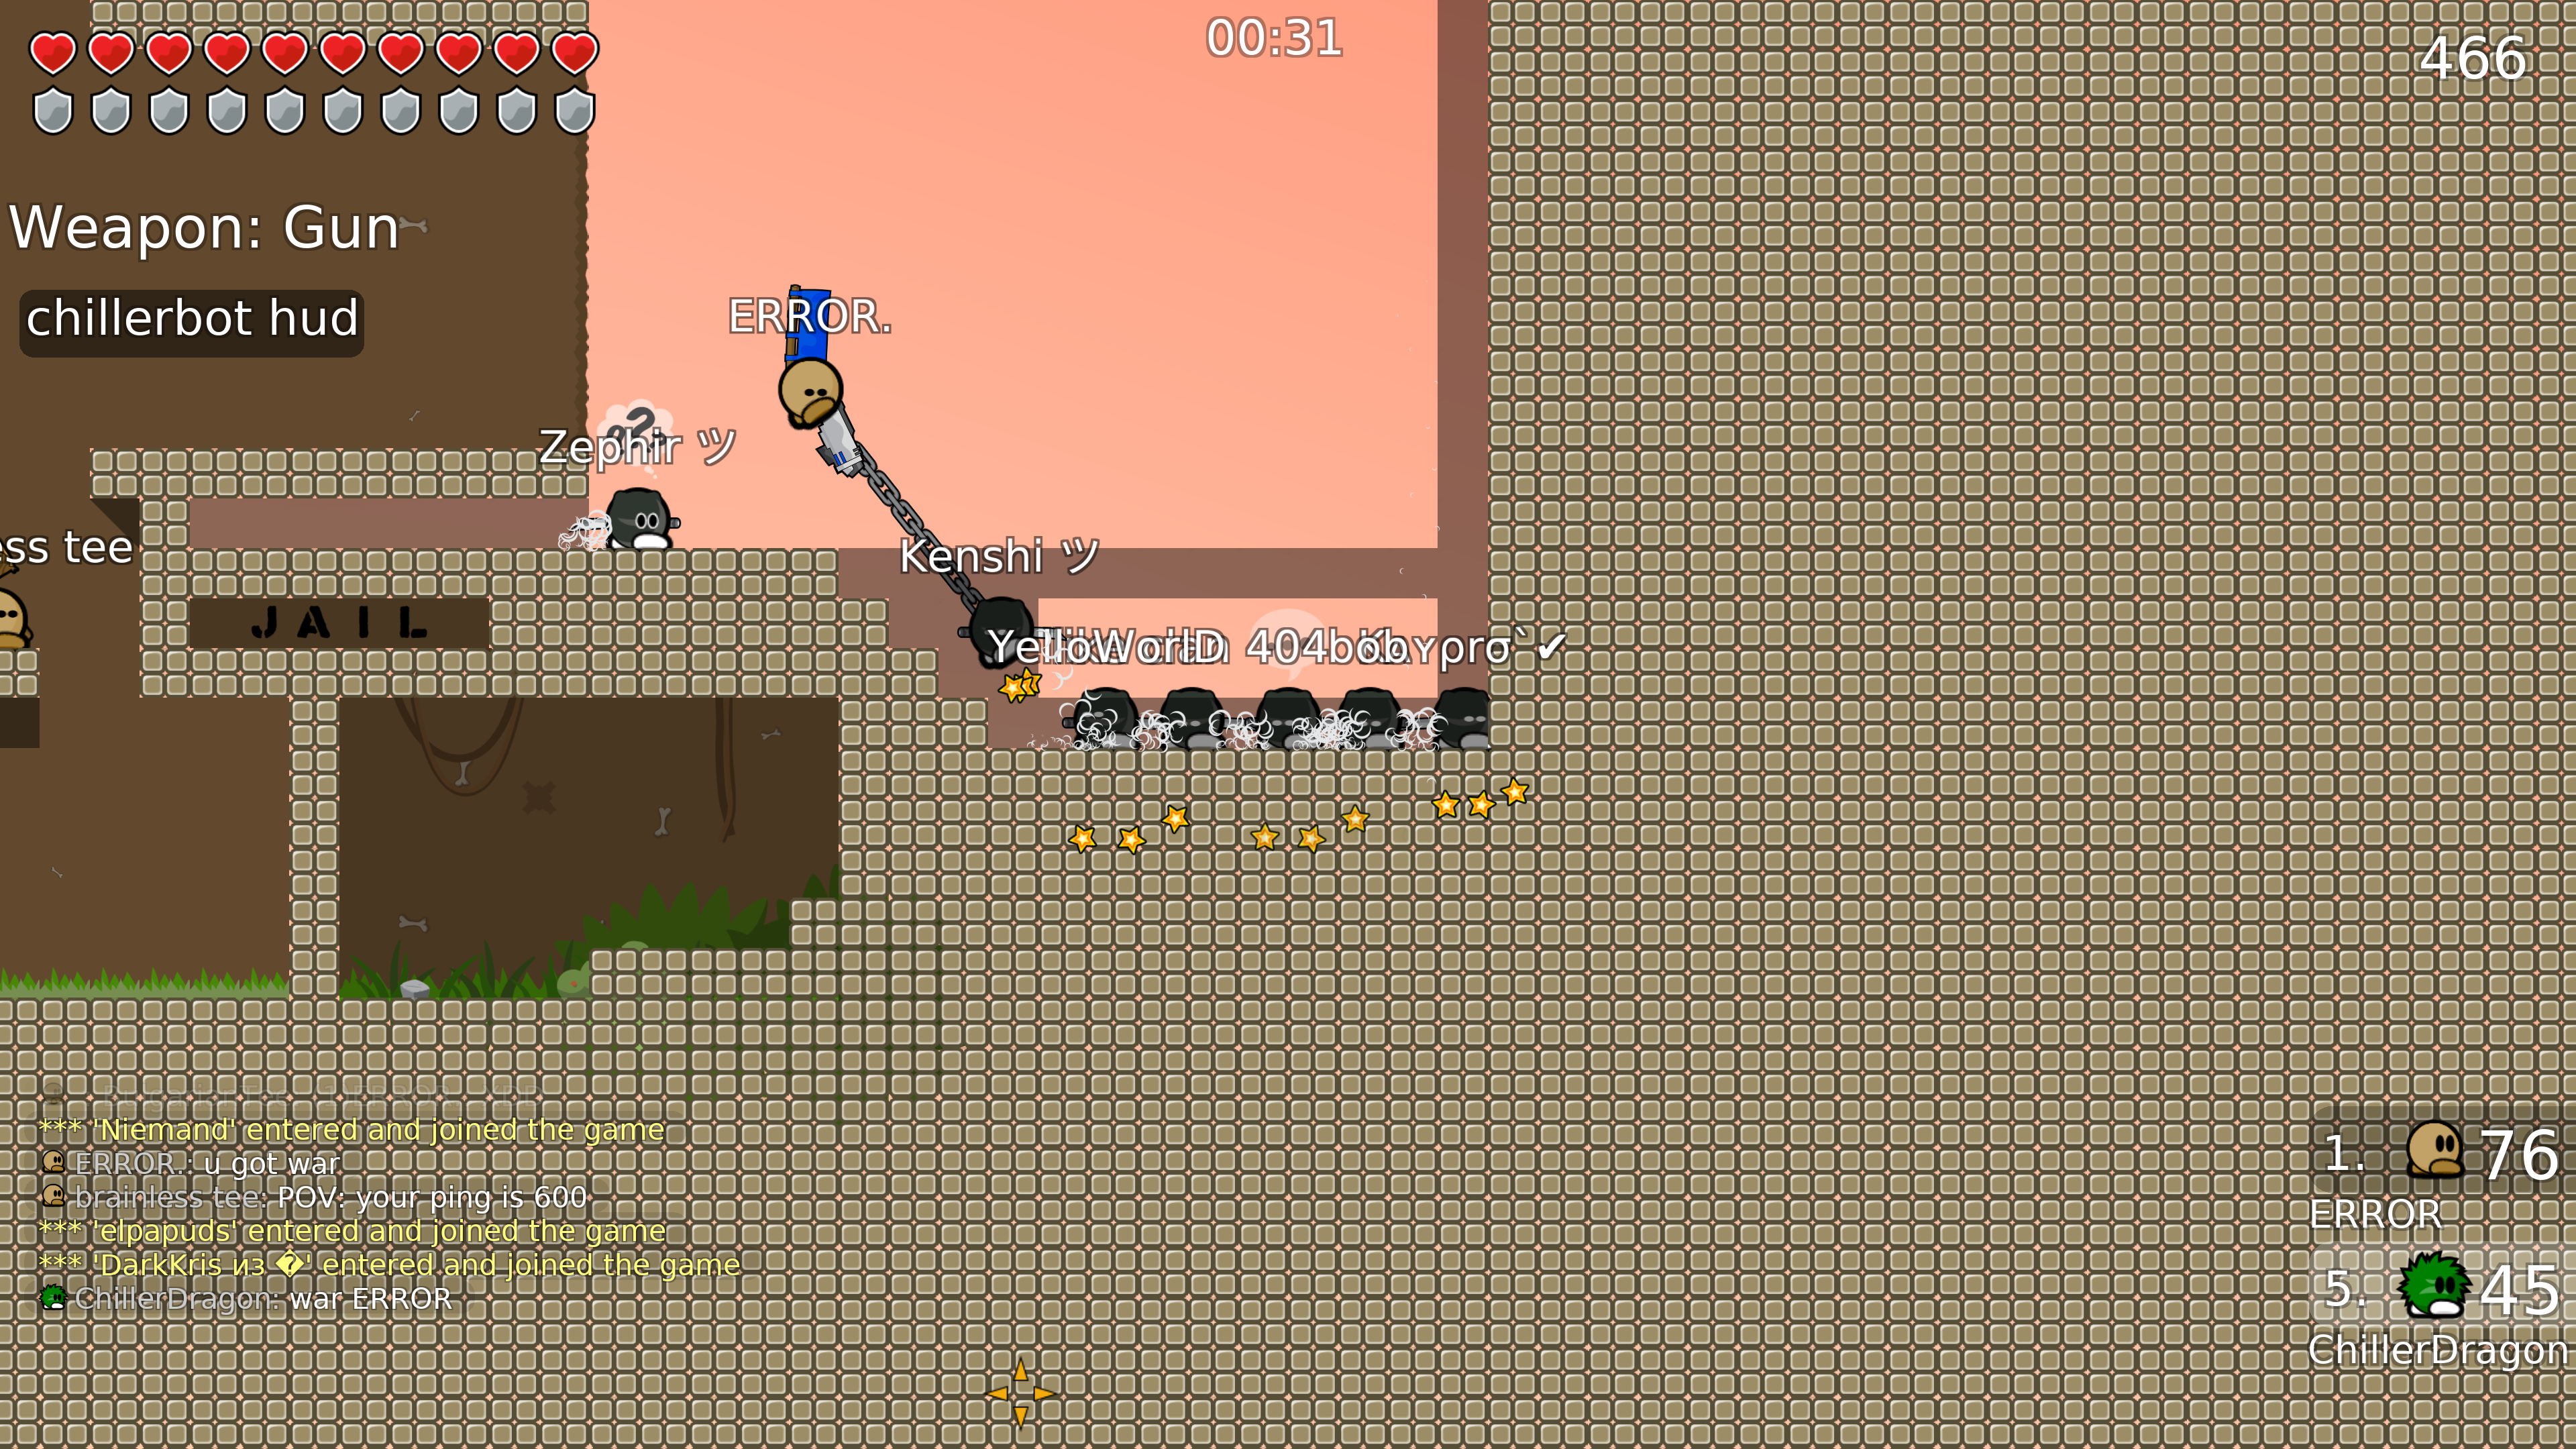 00:31
466
Weapon: Gun
chillerbot hud
ERROR.
Zephir ツ
Kenshi ツ
ess tee
JAIL
404bob
*** 'Niemand' entered and joined the game
ERROR.: u got war
brainless tee: POV: your ping is 600
*** 'elpapuds' entered and joined the game
*** 'DarkKris из �' entered and joined the game
ChillerDragon: war ERROR
1. 76
ERROR
5. 45
ChillerDragon